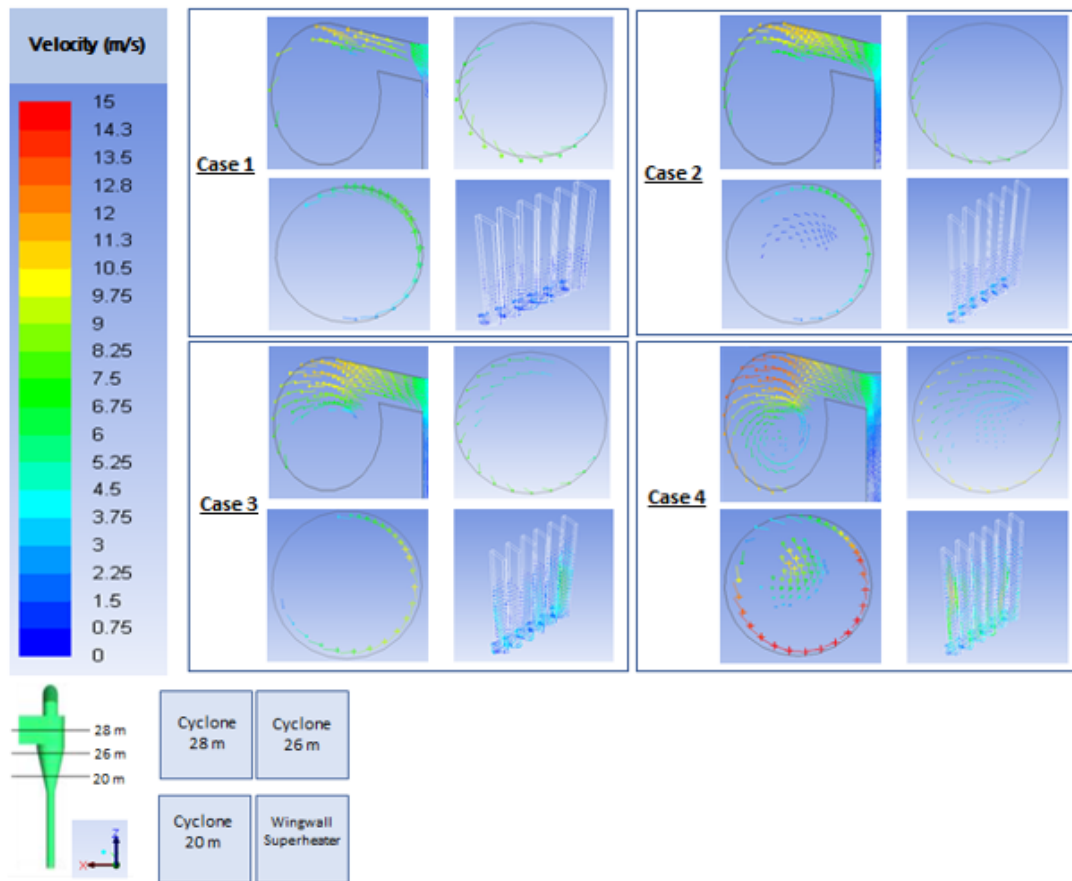 Velocity (m/s)
15
14.3
13.5
12.8
12
11.3
10.5
9.75
9
8.25
7.5
6.75
6
5.25
4.5
3.75
3
2.25
1.5
0.75
0
Case 1
Case 2
Case 3
Case 4
28 m
26 m
20 m
Z
X
Cyclone
28 m
Cyclone
26 m
Cyclone
20 m
Wingwall
Superheater